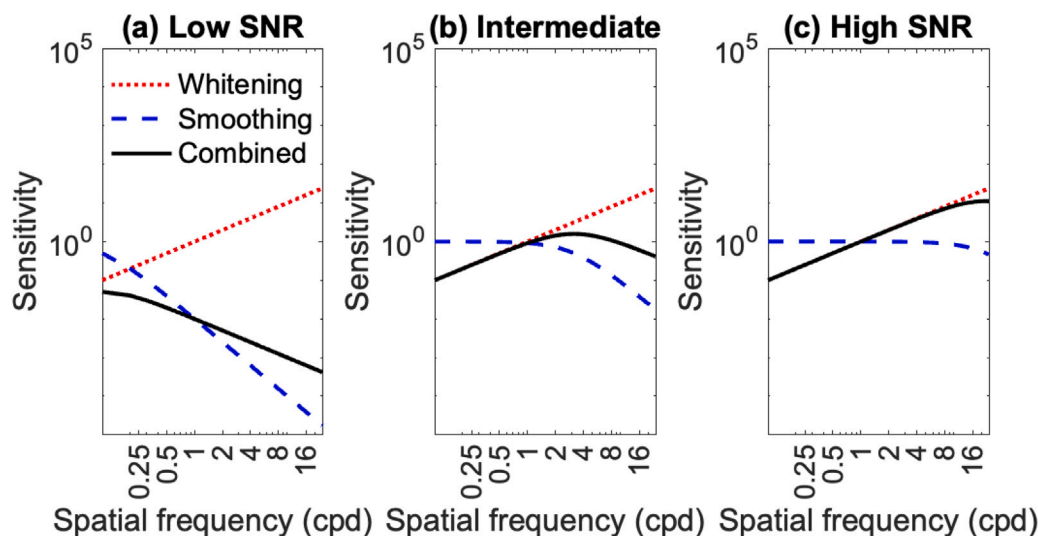 (a) Low SNR
10^5
Whitening
Smoothing
Combined
10^0
Sensitivity
0.25 0.5 1 2 4 8 16
Spatial frequency (cpd)
(b) Intermediate
10^5
10^0
Sensitivity
0.25 0.5 1 2 4 8 16
Spatial frequency (cpd)
(c) High SNR
10^5
10^0
Sensitivity
0.25 0.5 1 2 4 8 16
Spatial frequency (cpd)